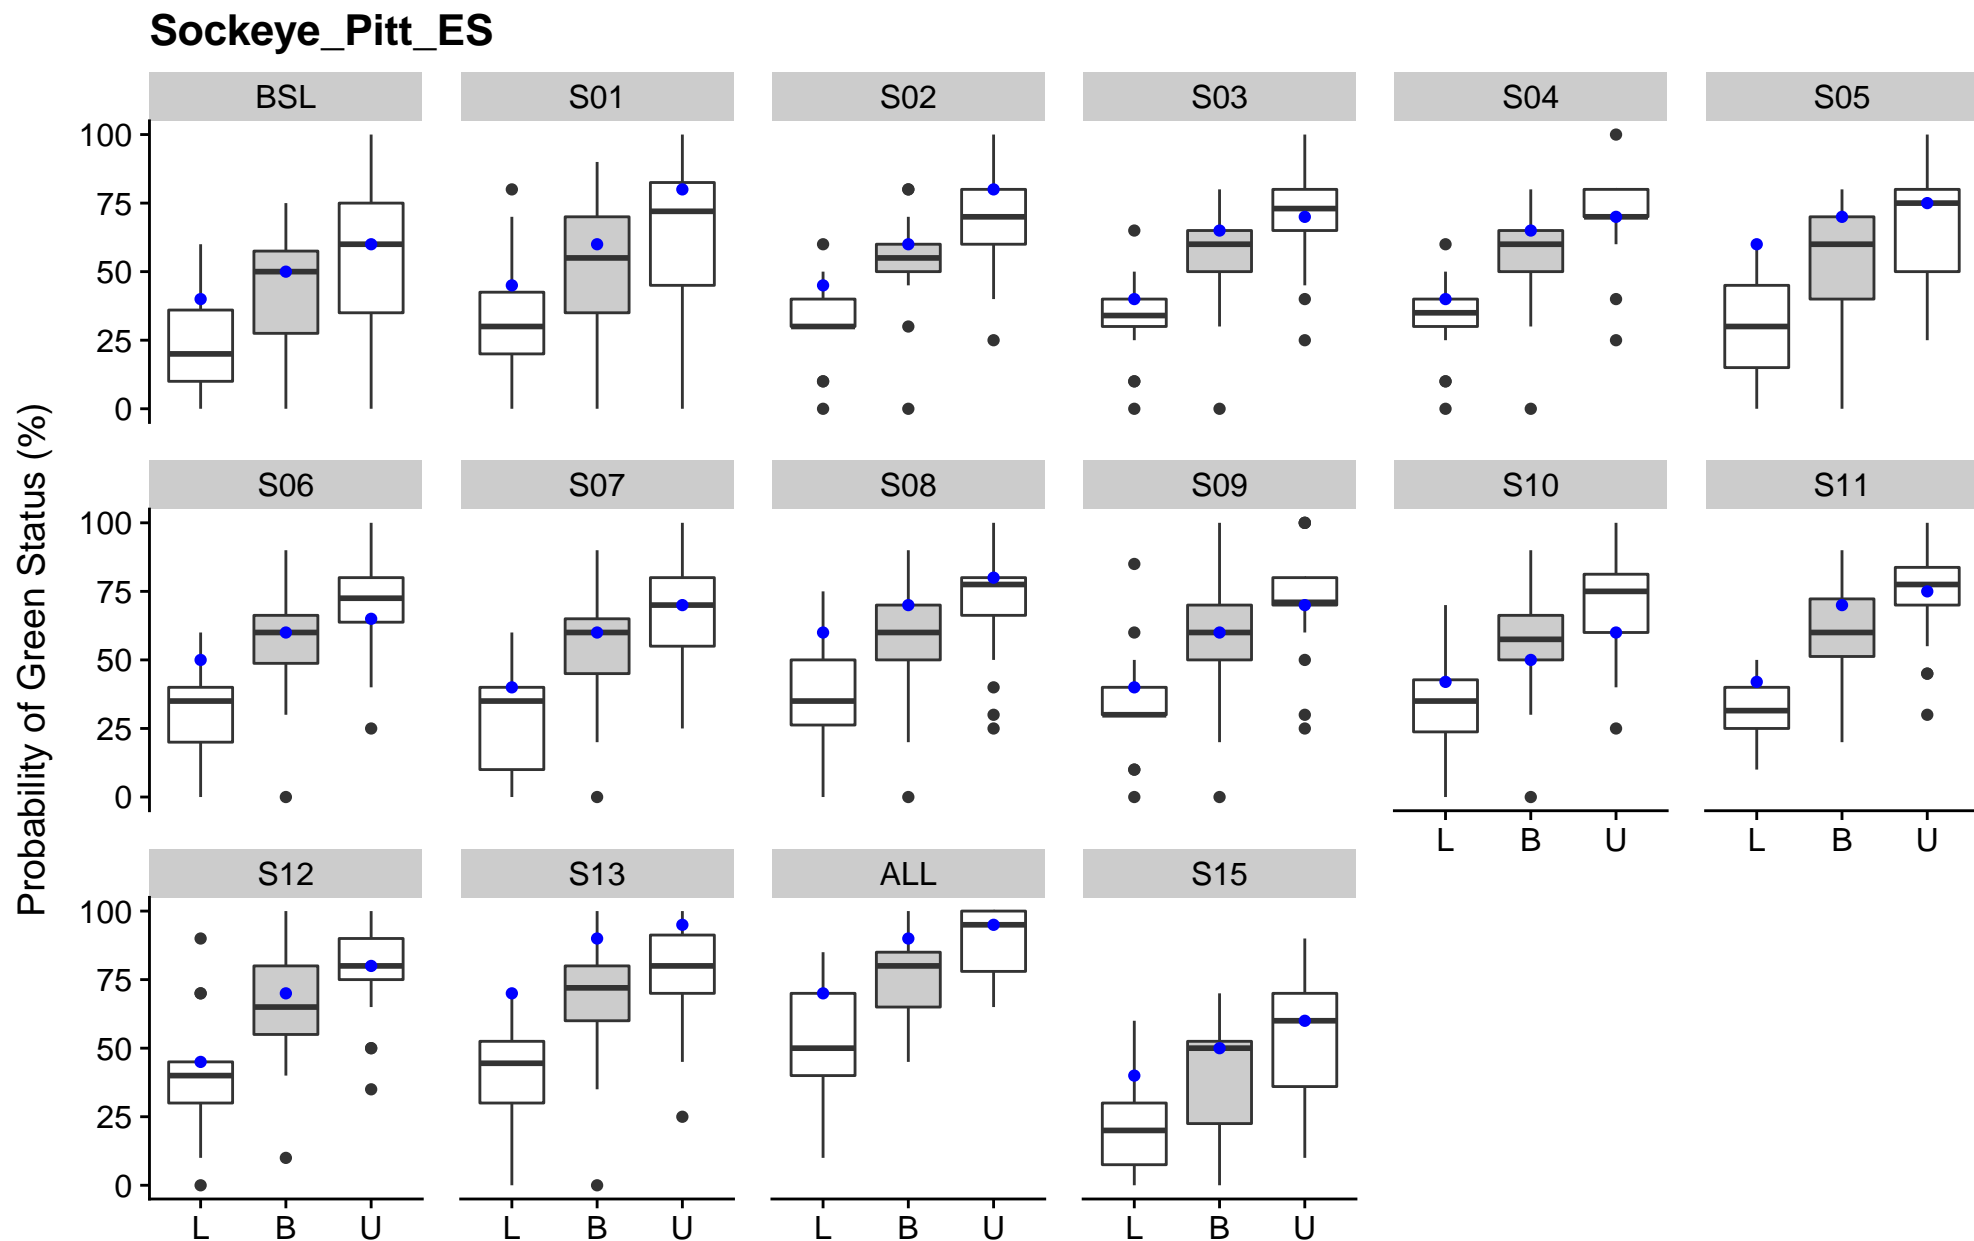 Sockeye_Pitt_ES
Probability of Green Status (%)
BSL S01 S02 S03 S04 S05
100
75
50
25
0
S06 S07 S08 S09 S10 S11
100
75
50
25
0
L B U L B U
S12 S13 ALL S15
100
75
50
25
0
L B U L B U L B U L B U